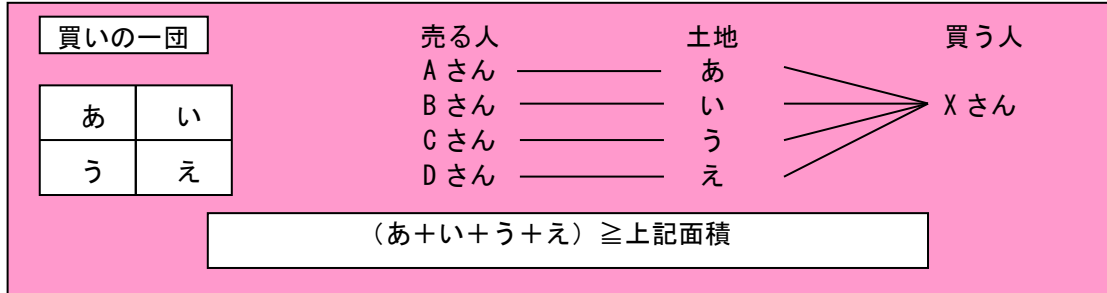 買いの一団
売る人 土地 買う人
Aさん あ
Bさん い Xさん
Cさん う
Dさん え
あ い
う え
(あ+い+う+え)≧上記面積